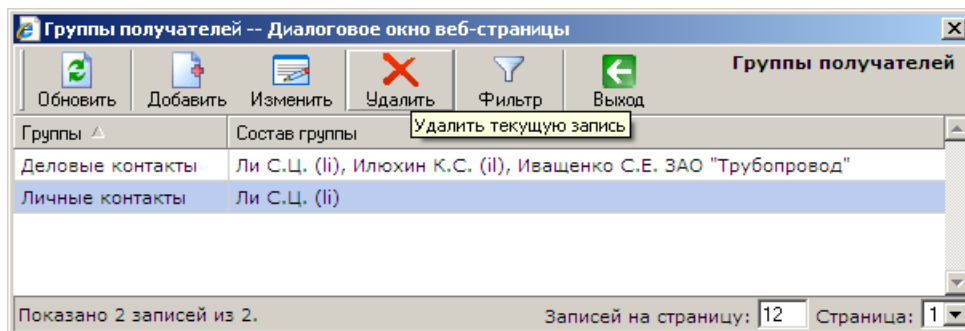 Группы получателей -- Диалоговое окно веб-страницы
Группы получателей
Обновить Добавить Изменить Удалить Фильтр Выход
Удалить текущую запись
Группы Состав группы
Деловые контакты Ли С.Ц. (li), Илюхин К.С. (il), Иващенко С.Е. ЗАО "Трубопровод"
Личные контакты Ли С.Ц. (li)
Показано 2 записей из 2. Записей на страницу: 12 Страница: 1